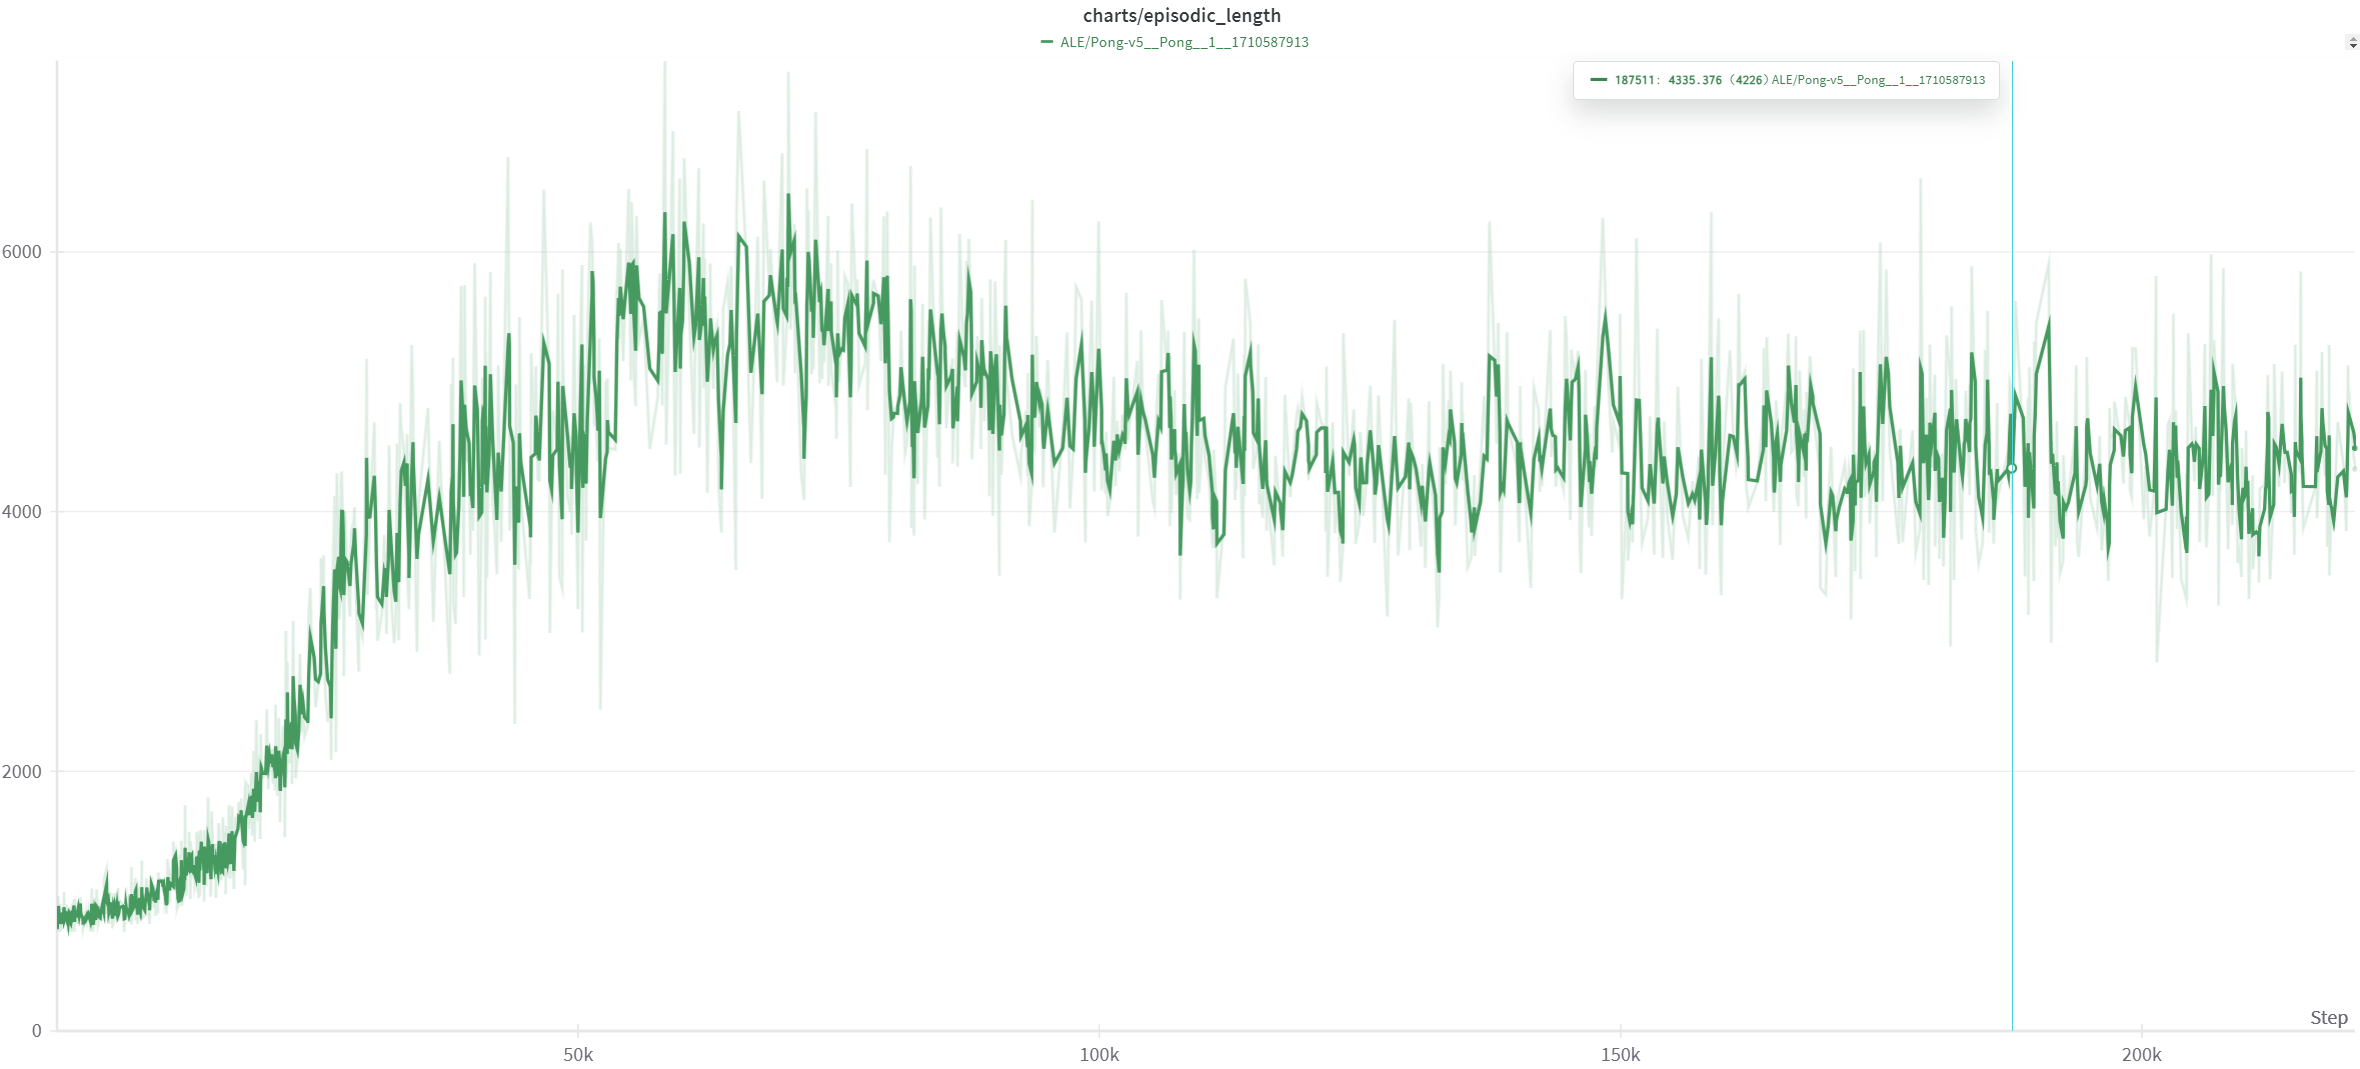 charts/episodic_length
ALE/Pong-v5__Pong__1__1710587913
187511: 4335.376 (4226) ALE/Pong-v5__Pong__1__1710587913
6000
4000
2000
0
Step
50k 100k 150k 200k